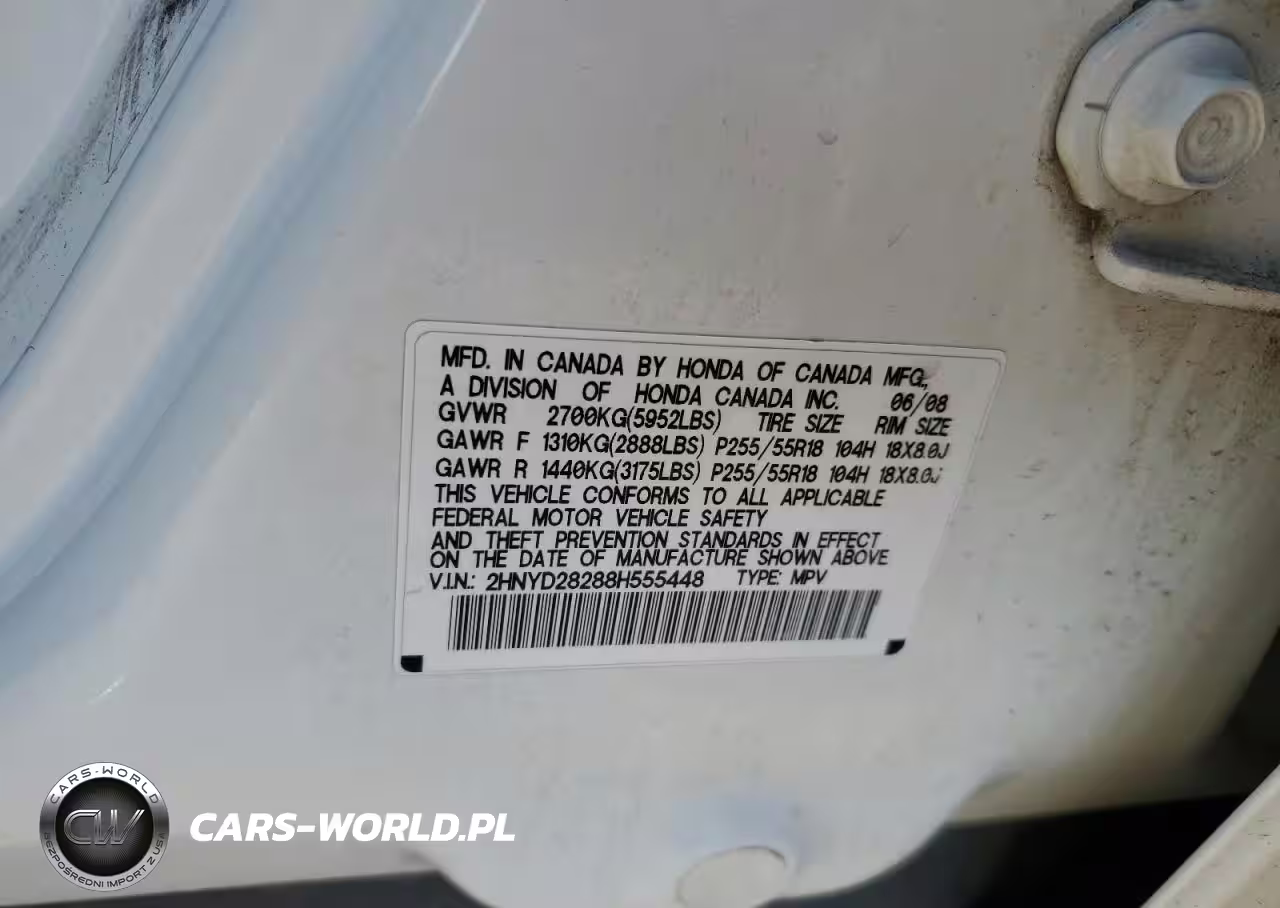 MFD. IN CANADA BY HONDA OF CANADA MFG.,
A DIVISION OF HONDA CANADA INC. 06/08
GVWR 2700KG(5952LBS) TIRE SIZE RIM SIZE
GAWR F 1310KG(2888LBS) P255/55R18 104H 18X8.0J
GAWR R 1440KG(3175LBS) P255/55R18 104H 18X8.0J
THIS VEHICLE CONFORMS TO ALL APPLICABLE
FEDERAL MOTOR VEHICLE SAFETY
AND THEFT PREVENTION STANDARDS IN EFFECT
ON THE DATE OF MANUFACTURE SHOWN ABOVE
V.I.N.: 2HNYD28288H555448 TYPE: MPV
CARS-WORLD
CW
BEZPOŚREDNI IMPORT Z USA
CARS-WORLD.PL